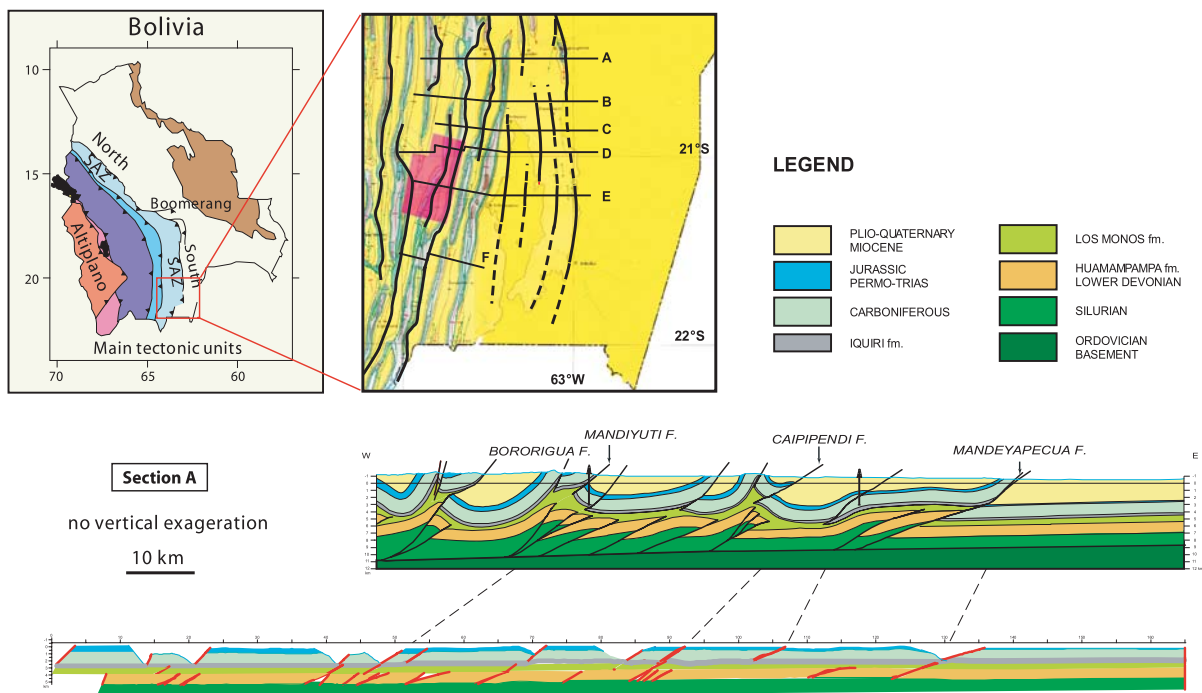 Bolivia
10
15
20
North
SAZ
Boomerang
South
SAZ
Altiplano
Main tectonic units
70
65
60
A
B
C
D
E
F
21°S
22°S
63°W
LEGEND
PLIO-QUATERNARY
MIOCENE
JURASSIC
PERMO-TRIAS
CARBONIFEROUS
IQUIRI fm.
LOS MONOS fm.
HUAMAMPAMPA fm.
LOWER DEVONIAN
SILURIAN
ORDOVICIAN
BASEMENT
Section A
no vertical exageration
10 km
W
BORORIGUA F.
MANDIYUTI F.
CAIPIPENDI F.
MANDEYAPECUA F.
E